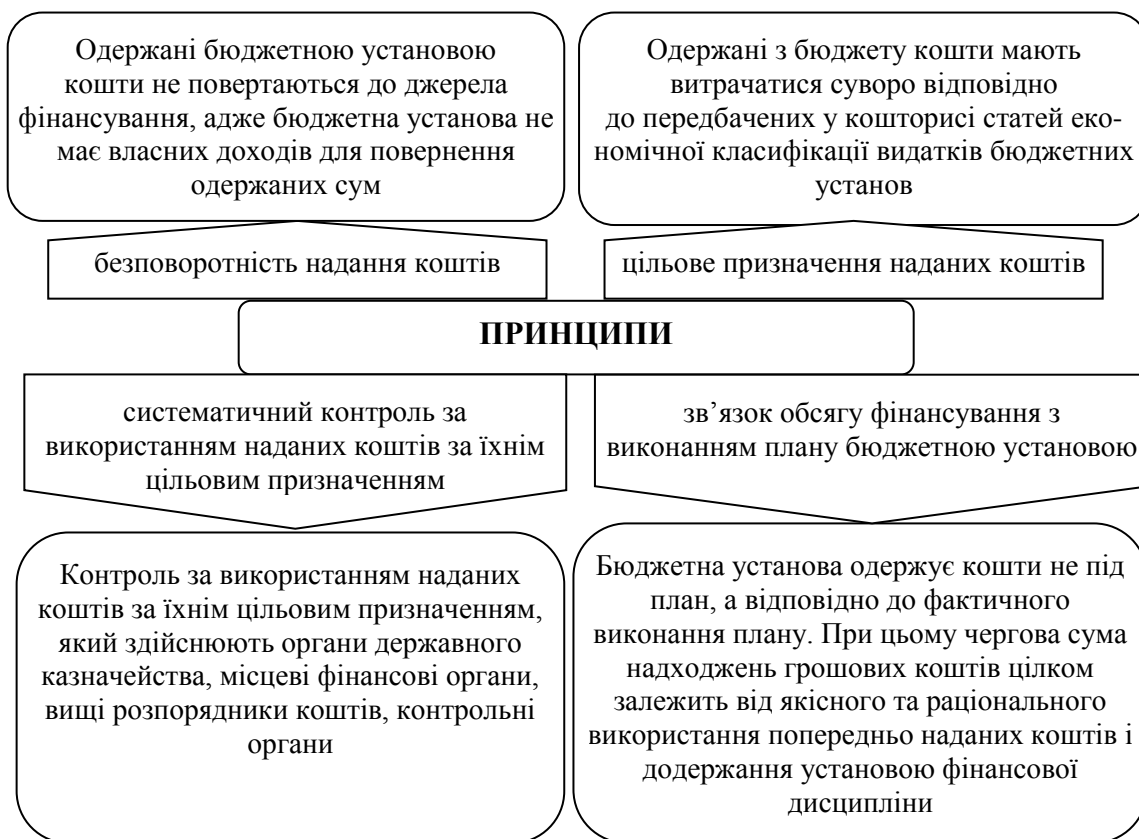 Одержані бюджетною установою
кошти не повертаються до джерела
фінансування, адже бюджетна установа не
має власних доходів для повернення
одержаних сум
Одержані з бюджету кошти мають
витрачатися суворо відповідно
до передбачених у кошторисі статей еко-
номічної класифікації видатків бюджетних
установ
безповоротність надання коштів
цільове призначення наданих коштів
ПРИНЦИПИ
систематичний контроль за
використанням наданих коштів за їхнім
цільовим призначенням
зв’язок обсягу фінансування з
виконанням плану бюджетною установою
Контроль за використанням наданих
коштів за їхнім цільовим призначенням,
який здійснюють органи державного
казначейства, місцеві фінансові органи,
вищі розпорядники коштів, контрольні
органи
Бюджетна установа одержує кошти не під
план, а відповідно до фактичного
виконання плану. При цьому чергова сума
надходжень грошових коштів цілком
залежить від якісного та раціонального
використання попередньо наданих коштів і
додержання установою фінансової
дисципліни